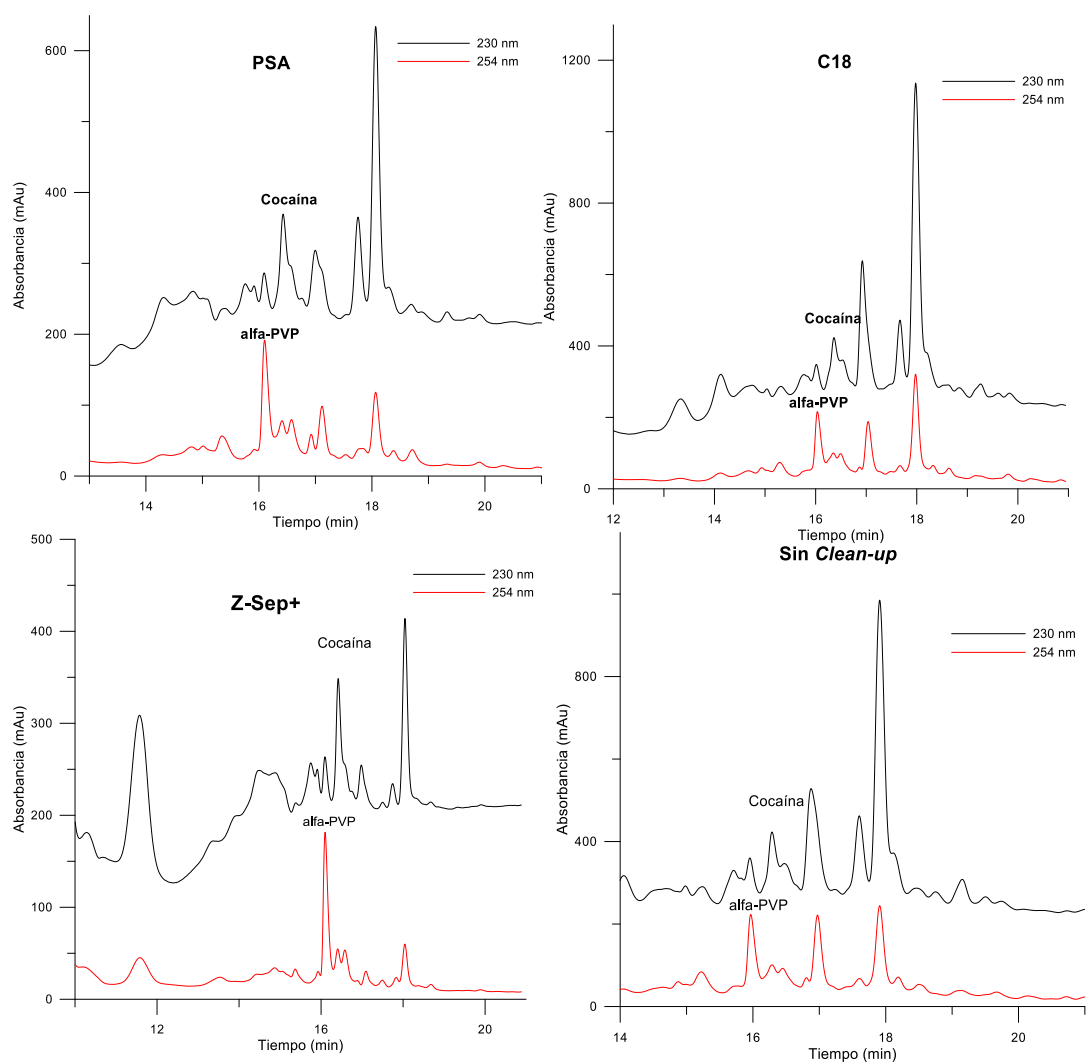 PSA
230 nm
254 nm
600
400
200
0
Absorbancia (mAu)
Cocaína
alfa-PVP
14 16 18 20
Tiempo (min)
C18
230 nm
254 nm
1200
800
400
0
Absorbancia (mAu)
Cocaína
alfa-PVP
12 14 16 18 20
Tiempo (min)
Z-Sep+
230 nm
254 nm
500
400
300
200
100
0
Absorbancia (mAu)
Cocaína
alfa-PVP
12 14 16 18 20
Tiempo (min)
Sin Clean-up
230 nm
254 nm
800
400
0
Absorbancia (mAu)
Cocaína
alfa-PVP
14 16 18 20
Tiempo (min)